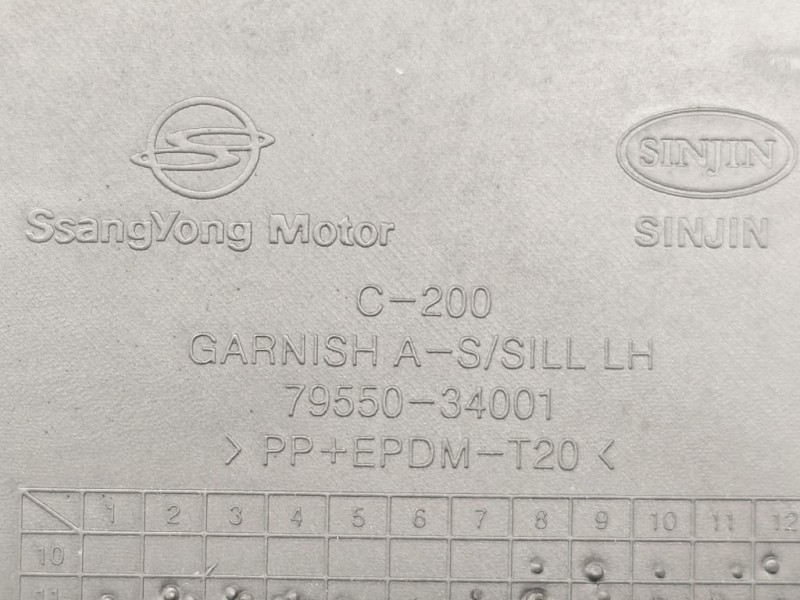 SINJIN
SsangYong Motor
SINJIN
C-200
GARNISH A-S/SILL LH
79550-34001
> PP+EPDM-T20 <
1 2 3 4 5 6 7 8 9 10 11 12
10
11